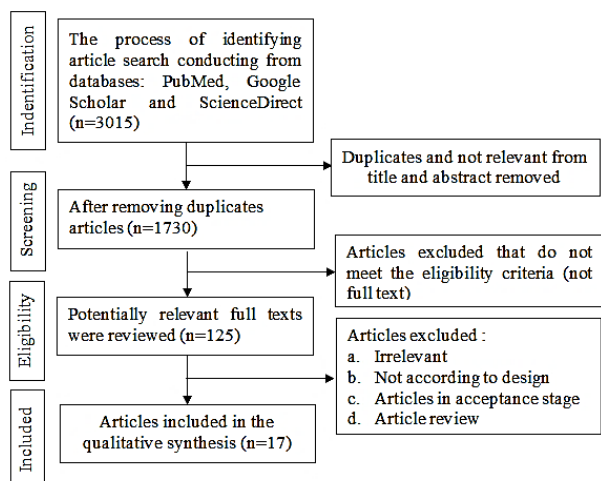 Indentification
The process of identifying
article search conducting from
databases: PubMed, Google
Scholar and ScienceDirect
(n=3015)
Duplicates and not relevant from
title and abstract removed
Screening
After removing duplicates
articles (n=1730)
Articles excluded that do not
meet the eligibility criteria (not
full text)
Eligibility
Potentially relevant full texts
were reviewed (n=125)
Articles excluded :
a. Irrelevant
b. Not according to design
c. Articles in acceptance stage
d. Article review
Included
Articles included in the
qualitative synthesis (n=17)